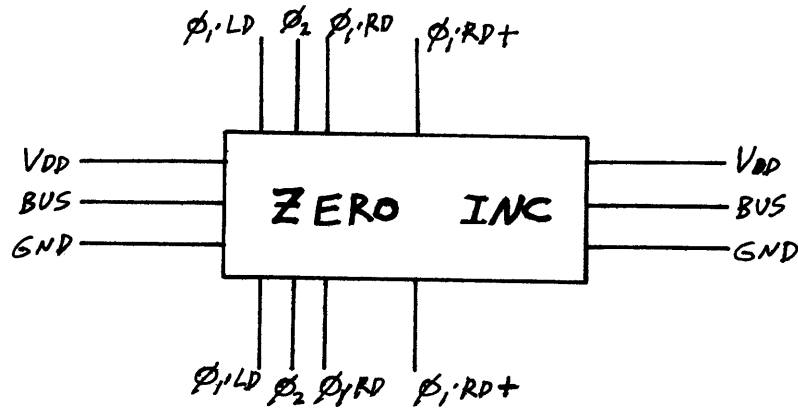 φ₁·LD φ₂ φ₁·RD φ₁·RD+
VDD VDD
BUS ZERO INC BUS
GND GND
φ₁·LD φ₂ φ₁·RD φ₁·RD+